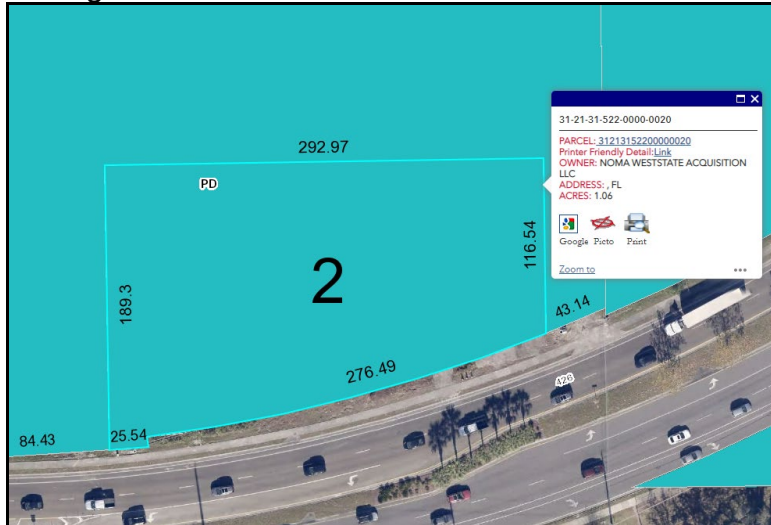 292.97
PD
189.3
2
116.54
276.49
43.14
84.43
25.54
426
31-21-31-522-0000-0020
PARCEL: 31213152200000020
Printer Friendly Detail:Link
OWNER: NOMA WESTSTATE ACQUISITION
LLC
ADDRESS: , FL
ACRES: 1.06
Google Picto Print
Zoom to